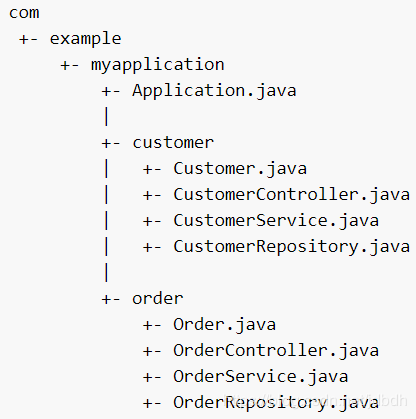 com
+- example
+- myapplication
+- Application.java
|
+- customer
| +- Customer.java
| +- CustomerController.java
| +- CustomerService.java
| +- CustomerRepository.java
|
+- order
+- Order.java
+- OrderController.java
+- OrderService.java
+- OrderRepository.java